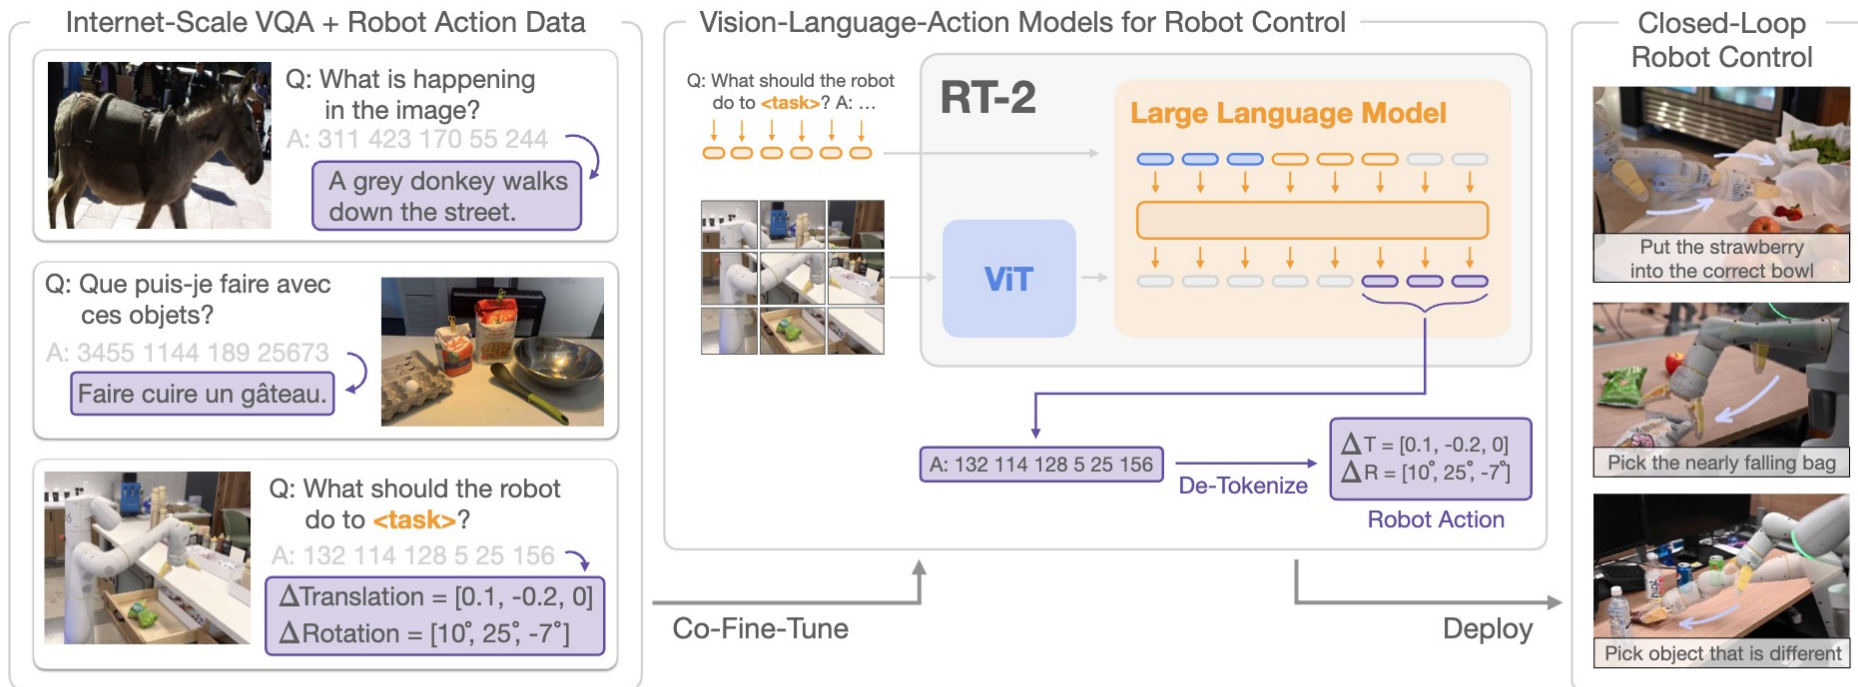 Internet-Scale VQA + Robot Action Data
Q: What is happening
in the image?
A: 311 423 170 55 244
A grey donkey walks
down the street.
Q: Que puis-je faire avec
ces objets?
A: 3455 1144 189 25673
Faire cuire un gâteau.
Q: What should the robot
do to <task>?
A: 132 114 128 5 25 156
ΔTranslation = [0.1, -0.2, 0]
ΔRotation = [10°, 25°, -7°]
Co-Fine-Tune
Vision-Language-Action Models for Robot Control
Q: What should the robot
do to <task>? A: …
RT-2
Large Language Model
ViT
A: 132 114 128 5 25 156
De-Tokenize
ΔT = [0.1, -0.2, 0]
ΔR = [10°, 25°, -7°]
Robot Action
Deploy
Closed-Loop
Robot Control
Put the strawberry
into the correct bowl
Pick the nearly falling bag
Pick object that is different